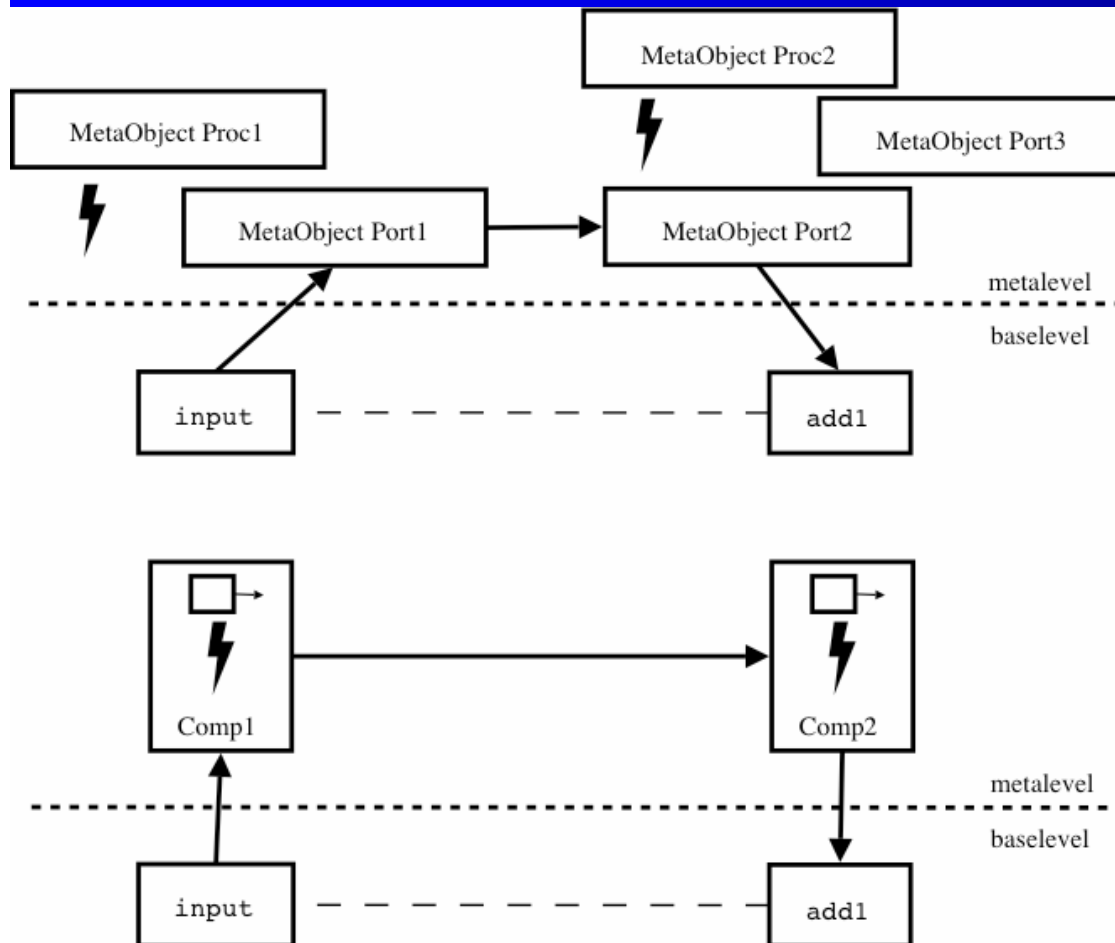 MetaObject Proc2
MetaObject Proc1
MetaObject Port3
MetaObject Port1
MetaObject Port2
metalevel
baselevel
input
add1
Comp1
Comp2
metalevel
baselevel
input
add1